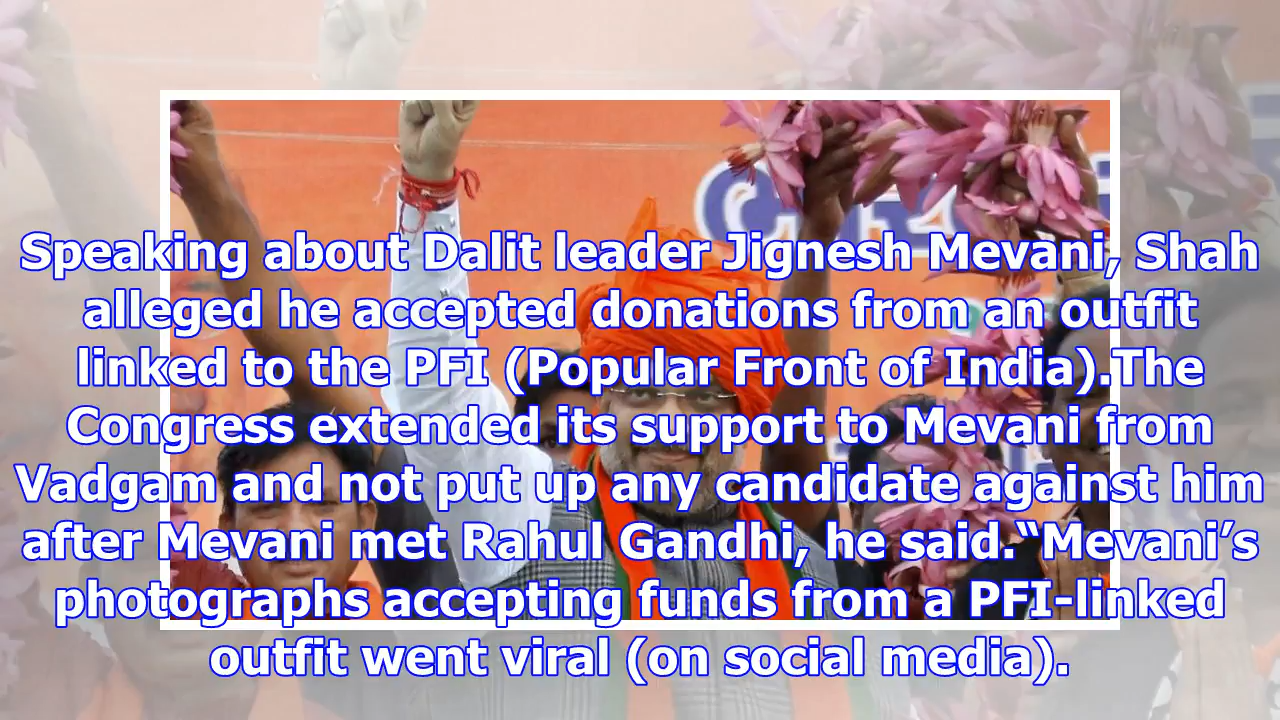 Speaking about Dalit leader Jignesh Mevani, Shah
alleged he accepted donations from an outfit
linked to the PFI (Popular Front of India).The
Congress extended its support to Mevani from
Vadgam and not put up any candidate against him
after Mevani met Rahul Gandhi, he said.“Mevani’s
photographs accepting funds from a PFI-linked
outfit went viral (on social media).